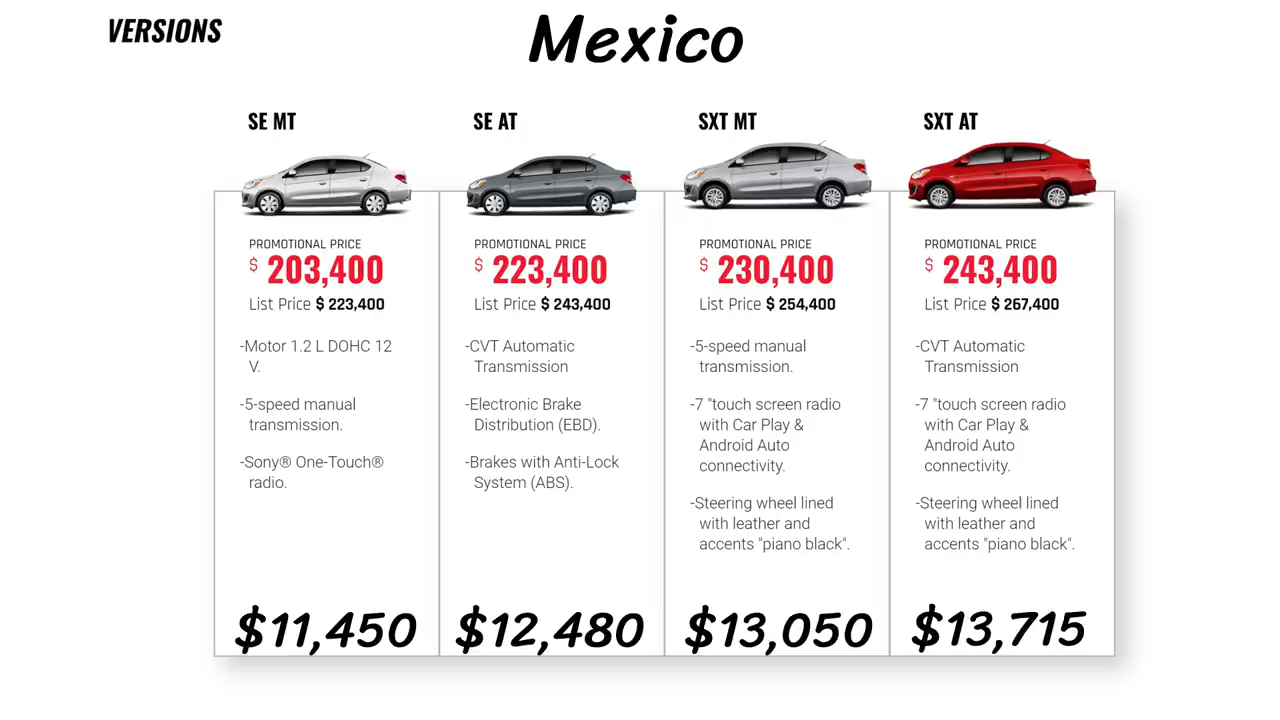 VERSIONS
Mexico
SE MT
PROMOTIONAL PRICE
$ 203,400
List Price $ 223,400
-Motor 1.2 L DOHC 12
V.
-5-speed manual
transmission.
-Sony® One-Touch®
radio.
$11,450
SE AT
PROMOTIONAL PRICE
$ 223,400
List Price $ 243,400
-CVT Automatic
Transmission
-Electronic Brake
Distribution (EBD).
-Brakes with Anti-Lock
System (ABS).
$12,480
SXT MT
PROMOTIONAL PRICE
$ 230,400
List Price $ 254,400
-5-speed manual
transmission.
-7 "touch screen radio
with Car Play &
Android Auto
connectivity.
-Steering wheel lined
with leather and
accents "piano black".
$13,050
SXT AT
PROMOTIONAL PRICE
$ 243,400
List Price $ 267,400
-CVT Automatic
Transmission
-7 "touch screen radio
with Car Play &
Android Auto
connectivity.
-Steering wheel lined
with leather and
accents "piano black".
$13,715